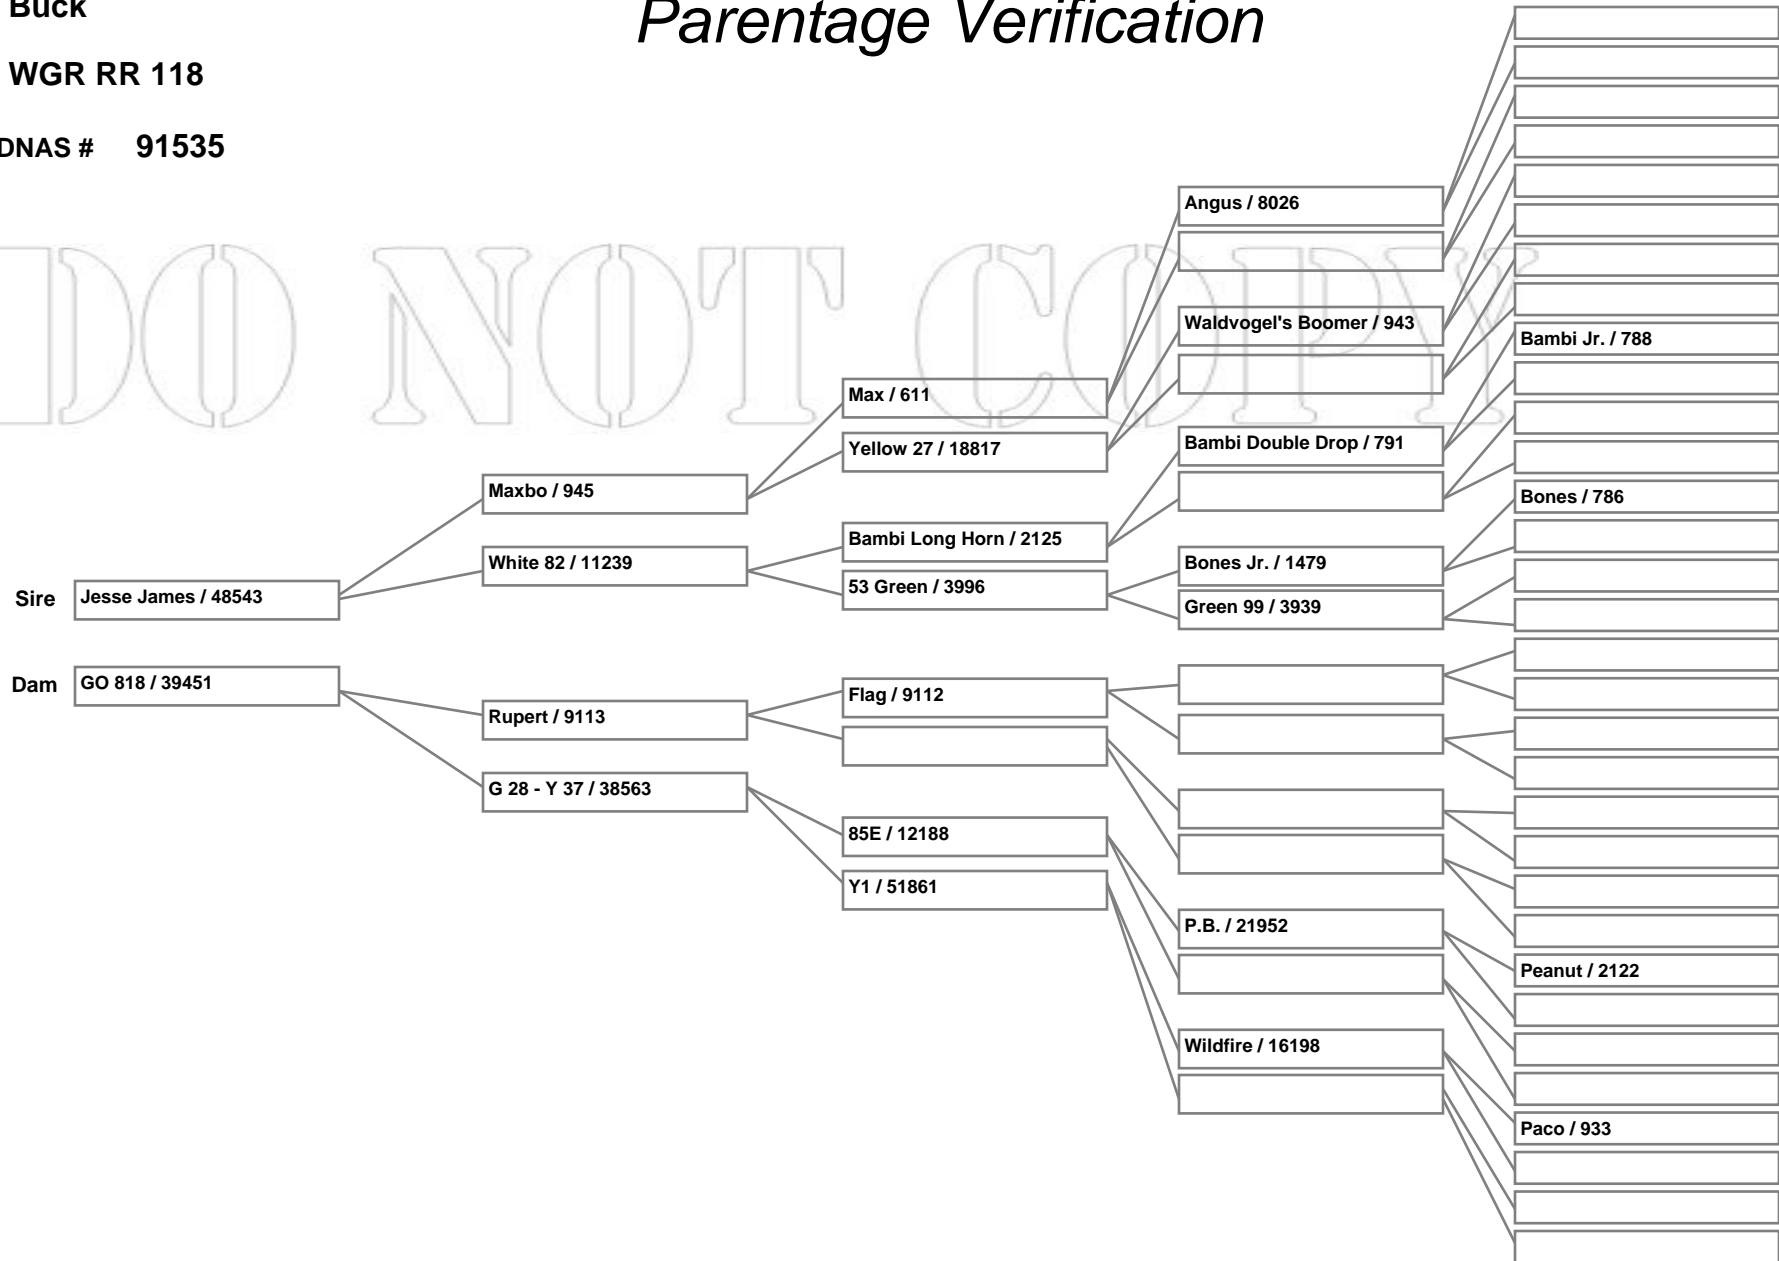 Buck
Parentage Verification
WGR RR 118
DNAS # 91535
DO NOT COPY
Sire
Jesse James / 48543
Dam
GO 818 / 39451
Maxbo / 945
White 82 / 11239
Rupert / 9113
G 28 - Y 37 / 38563
Max / 611
Yellow 27 / 18817
Bambi Long Horn / 2125
53 Green / 3996
Flag / 9112
85E / 12188
Y1 / 51861
Angus / 8026
Waldvogel's Boomer / 943
Bambi Double Drop / 791
Bones Jr. / 1479
Green 99 / 3939
P.B. / 21952
Wildfire / 16198
Bambi Jr. / 788
Bones / 786
Peanut / 2122
Paco / 933